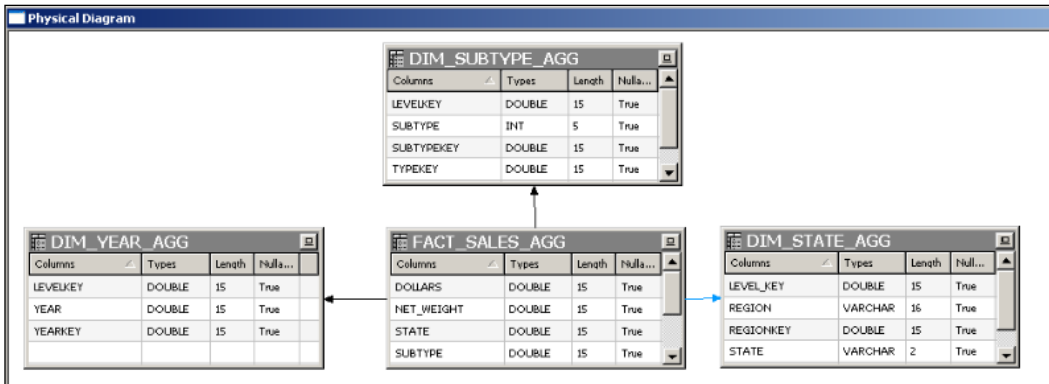 Physical Diagram
DIM_SUBTYPE_AGG
Columns Types Length Nulla...
LEVELKEY DOUBLE 15 True
SUBTYPE INT 5 True
SUBTYPEKEY DOUBLE 15 True
TYPEKEY DOUBLE 15 True
DIM_YEAR_AGG
Columns Types Length Nulla...
LEVELKEY DOUBLE 15 True
YEAR DOUBLE 15 True
YEARKEY DOUBLE 15 True
FACT_SALES_AGG
Columns Types Length Nulla...
DOLLARS DOUBLE 15 True
NET_WEIGHT DOUBLE 15 True
STATE DOUBLE 15 True
SUBTYPE DOUBLE 15 True
DIM_STATE_AGG
Columns Types Length Null...
LEVEL_KEY DOUBLE 15 True
REGION VARCHAR 16 True
REGIONKEY DOUBLE 15 True
STATE VARCHAR 2 True